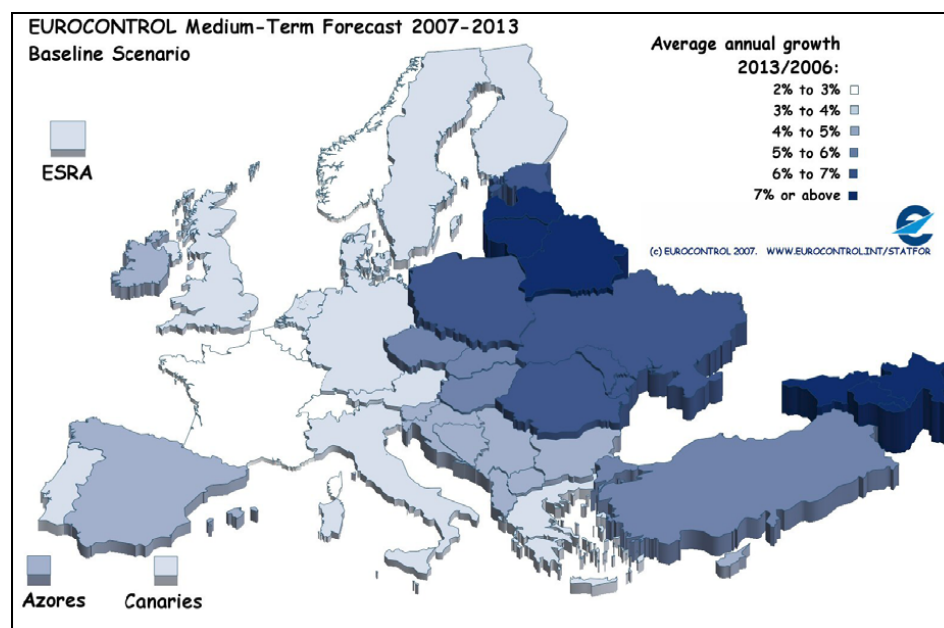 EUROCONTROL Medium-Term Forecast 2007-2013
Baseline Scenario
Average annual growth
2013/2006:
2% to 3%
3% to 4%
4% to 5%
5% to 6%
6% to 7%
7% or above
(c) EUROCONTROL 2007. WWW.EUROCONTROL.INT/STATFOR
ESRA
Azores
Canaries